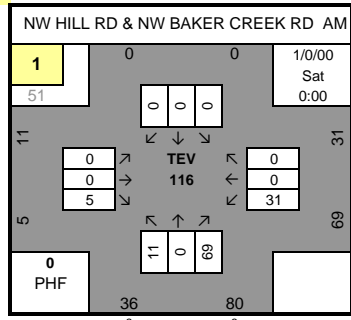 NW HILL RD & NW BAKER CREEK RD AM
1 0 0 1/0/00
Sat
51 0:00
0 0 0
11 31
↙ ↓ ↘
0 ↗ TEV ↖ 0
0 → 116 ← 0
5 ↘ ↙ 31
↖ ↑ ↗
5 69
11 0 69
0
PHF
36 80